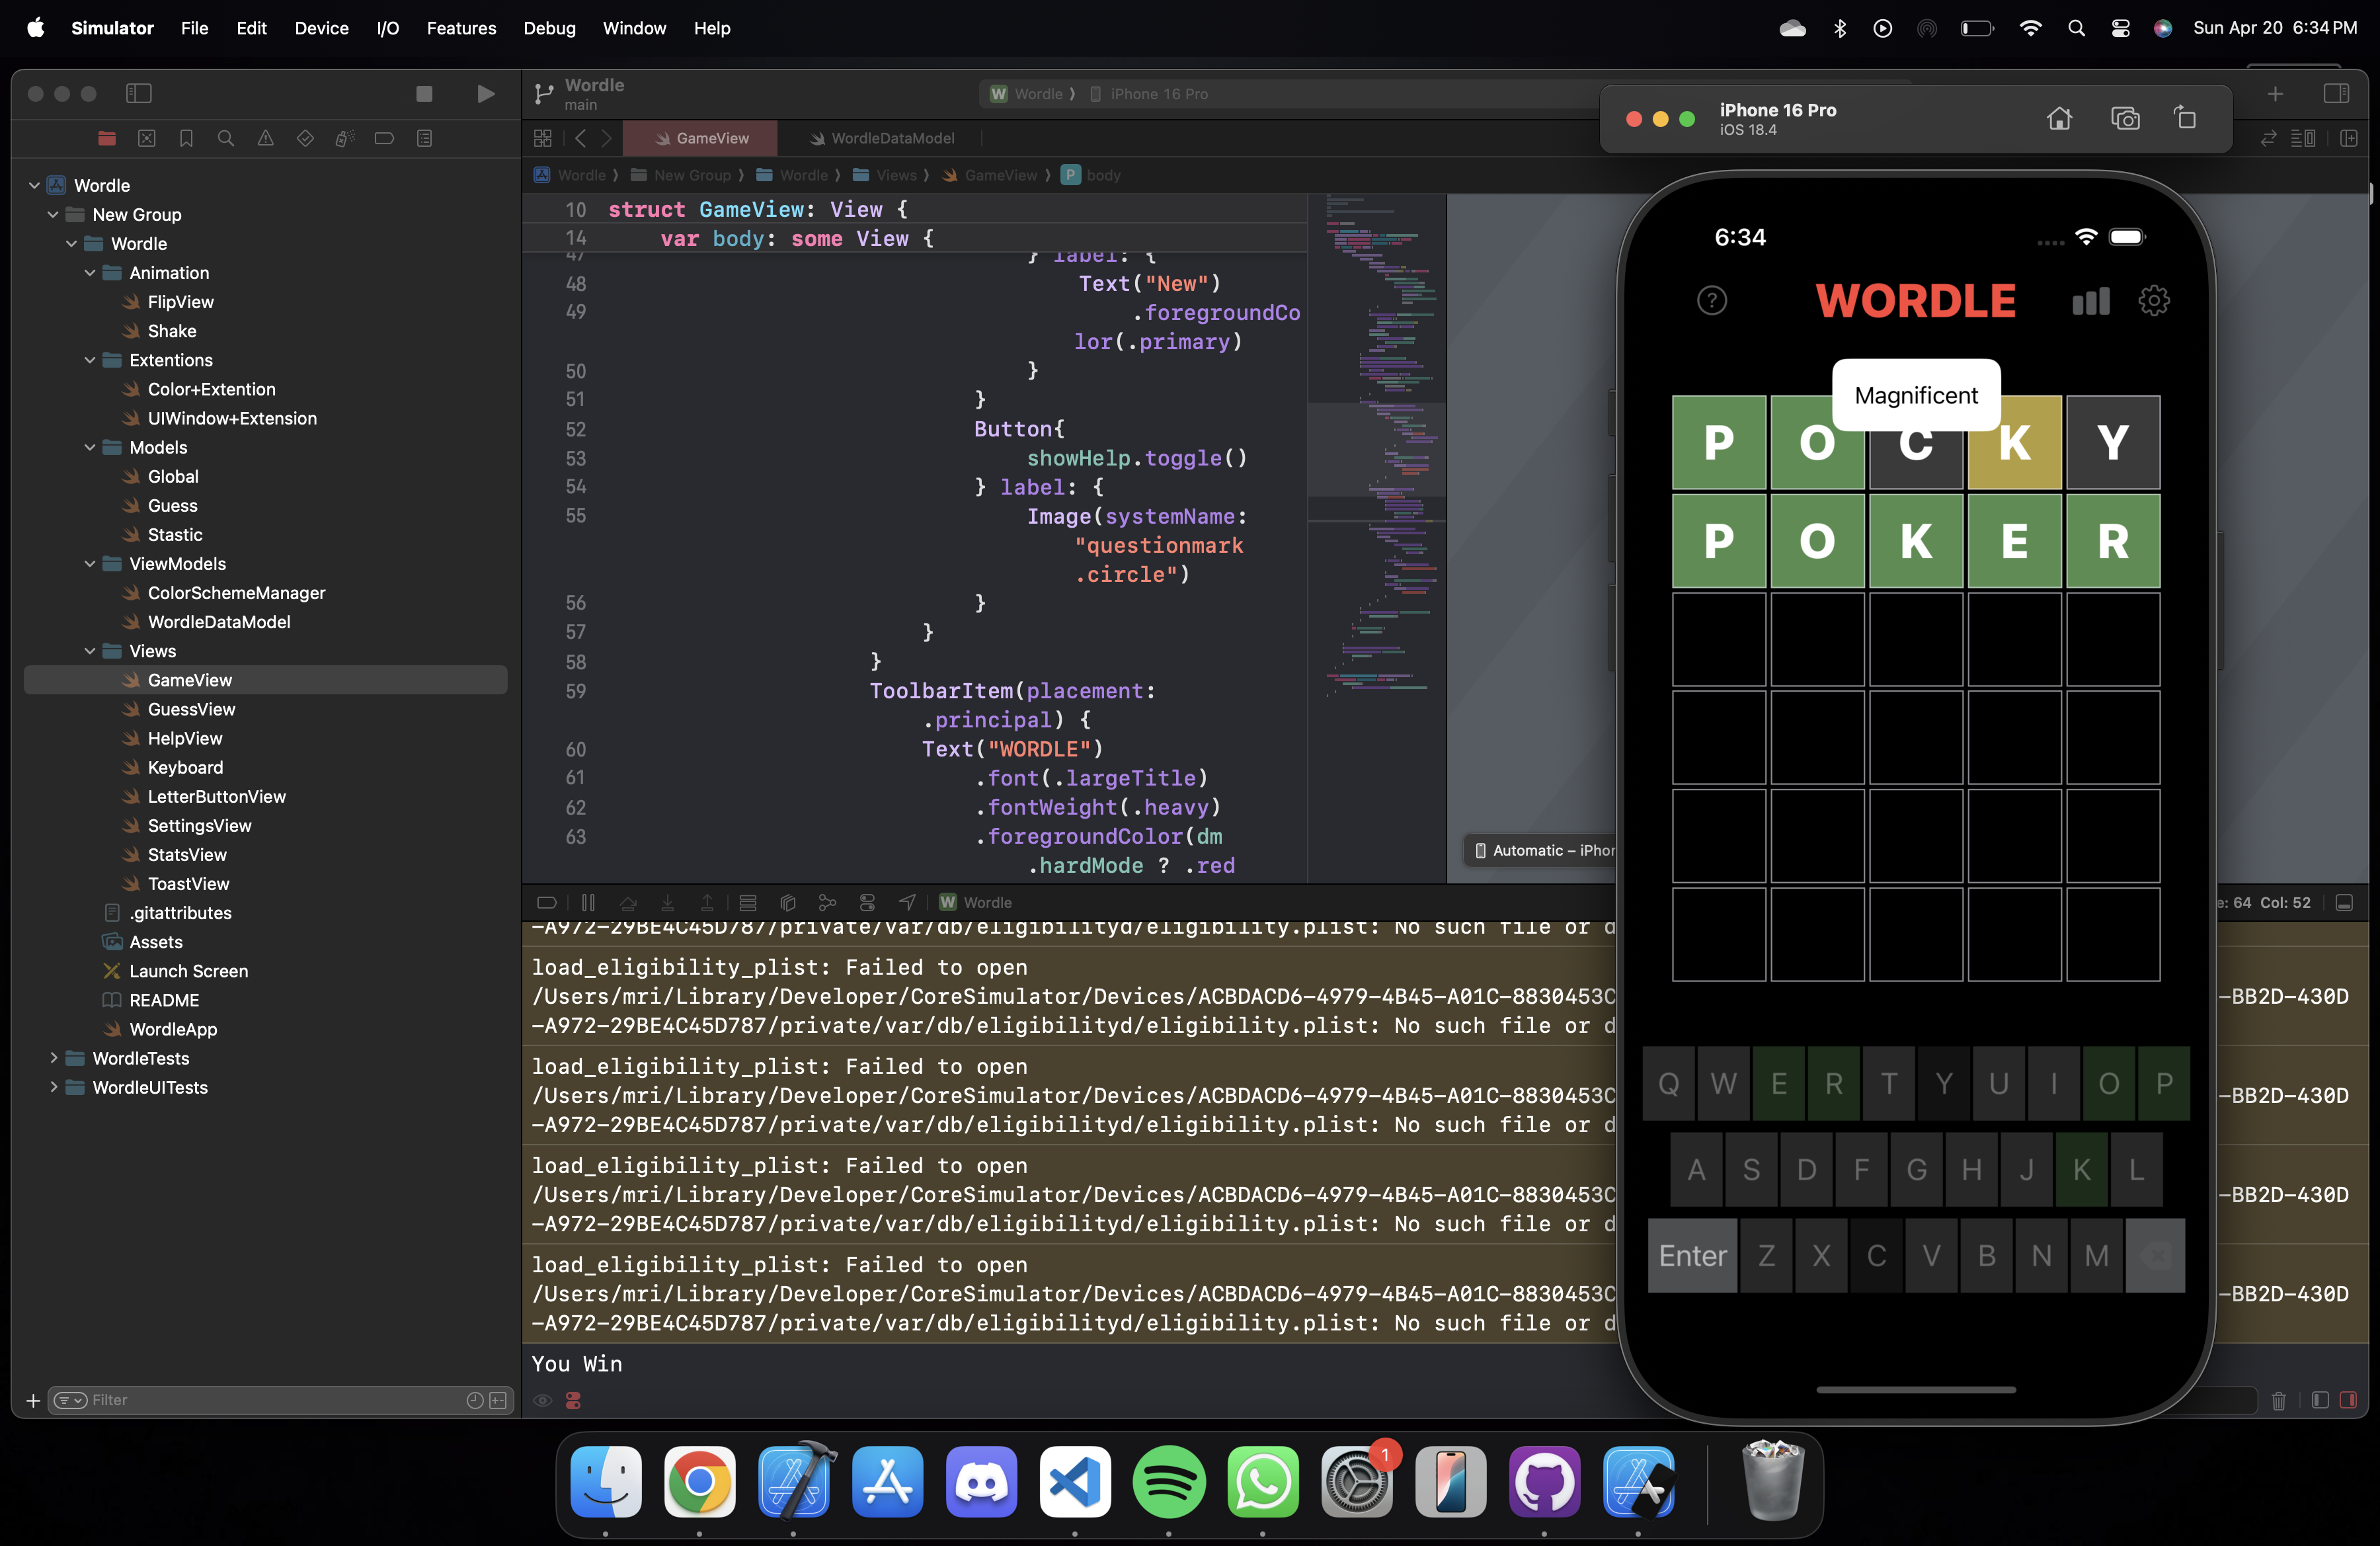 Simulator File Edit Device I/O Features Debug Window Help
Sun Apr 20 6:34 PM
Wordle
main
W Wordle iPhone 16 Pro
GameView
WordleDataModel
Wordle New Group Wordle Views GameView P body
Wordle
New Group
Wordle
Animation
FlipView
Shake
Extentions
Color+Extention
UIWindow+Extension
Models
Global
Guess
Stastic
ViewModels
ColorSchemeManager
WordleDataModel
Views
GameView
GuessView
HelpView
Keyboard
LetterButtonView
SettingsView
StatsView
ToastView
.gitattributes
Assets
Launch Screen
README
WordleApp
WordleTests
WordleUITests
Filter
10 struct GameView: View {
14 var body: some View {
47 } label: {
48 Text("New")
49 .foregroundCo
lor(.primary)
50 }
51 }
52 Button{
53 showHelp.toggle()
54 } label: {
55 Image(systemName:
"questionmark
.circle")
56 }
57 }
58 }
59 ToolbarItem(placement:
.principal) {
60 Text("WORDLE")
61 .font(.largeTitle)
62 .fontWeight(.heavy)
63 .foregroundColor(dm
.hardMode ? .red
Automatic – iPhor
W Wordle
e: 64 Col: 52
-A972-29BE4C45D787/private/var/db/eligibilityd/eligibility.plist: No such file or d
load_eligibility_plist: Failed to open
/Users/mri/Library/Developer/CoreSimulator/Devices/ACBDACD6-4979-4B45-A01C-8830453C
-BB2D-430D
-A972-29BE4C45D787/private/var/db/eligibilityd/eligibility.plist: No such file or d
load_eligibility_plist: Failed to open
/Users/mri/Library/Developer/CoreSimulator/Devices/ACBDACD6-4979-4B45-A01C-8830453C
-BB2D-430D
-A972-29BE4C45D787/private/var/db/eligibilityd/eligibility.plist: No such file or d
load_eligibility_plist: Failed to open
/Users/mri/Library/Developer/CoreSimulator/Devices/ACBDACD6-4979-4B45-A01C-8830453C
-BB2D-430D
-A972-29BE4C45D787/private/var/db/eligibilityd/eligibility.plist: No such file or d
load_eligibility_plist: Failed to open
/Users/mri/Library/Developer/CoreSimulator/Devices/ACBDACD6-4979-4B45-A01C-8830453C
-BB2D-430D
-A972-29BE4C45D787/private/var/db/eligibilityd/eligibility.plist: No such file or d
You Win
iPhone 16 Pro
iOS 18.4
6:34
WORDLE
Magnificent
P O C K Y
P O K E R
Q W E R T Y U I O P
A S D F G H J K L
Enter Z X C V B N M
1